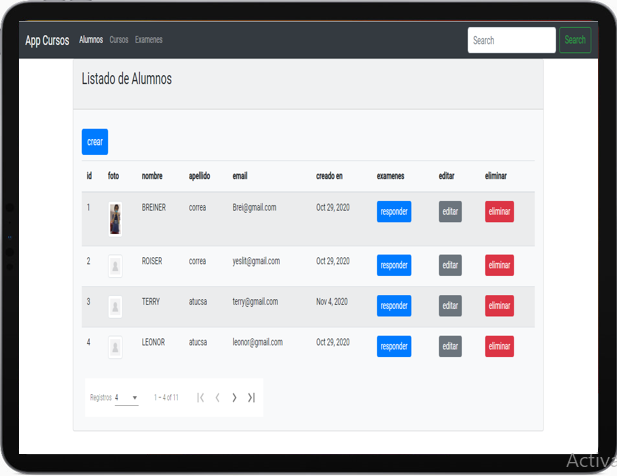 App Cursos Alumnos Cursos Examenes Search Search
Listado de Alumnos
crear
id foto nombre apellido email creado en examenes editar eliminar
1 BREINER correa Brei@gmail.com Oct 29, 2020 responder editar eliminar
2 ROISER correa yeslit@gmail.com Oct 29, 2020 responder editar eliminar
3 TERRY atucsa terry@gmail.com Nov 4, 2020 responder editar eliminar
4 LEONOR atucsa leonor@gmail.com Oct 29, 2020 responder editar eliminar
Registros 4 1 – 4 of 11
Activa